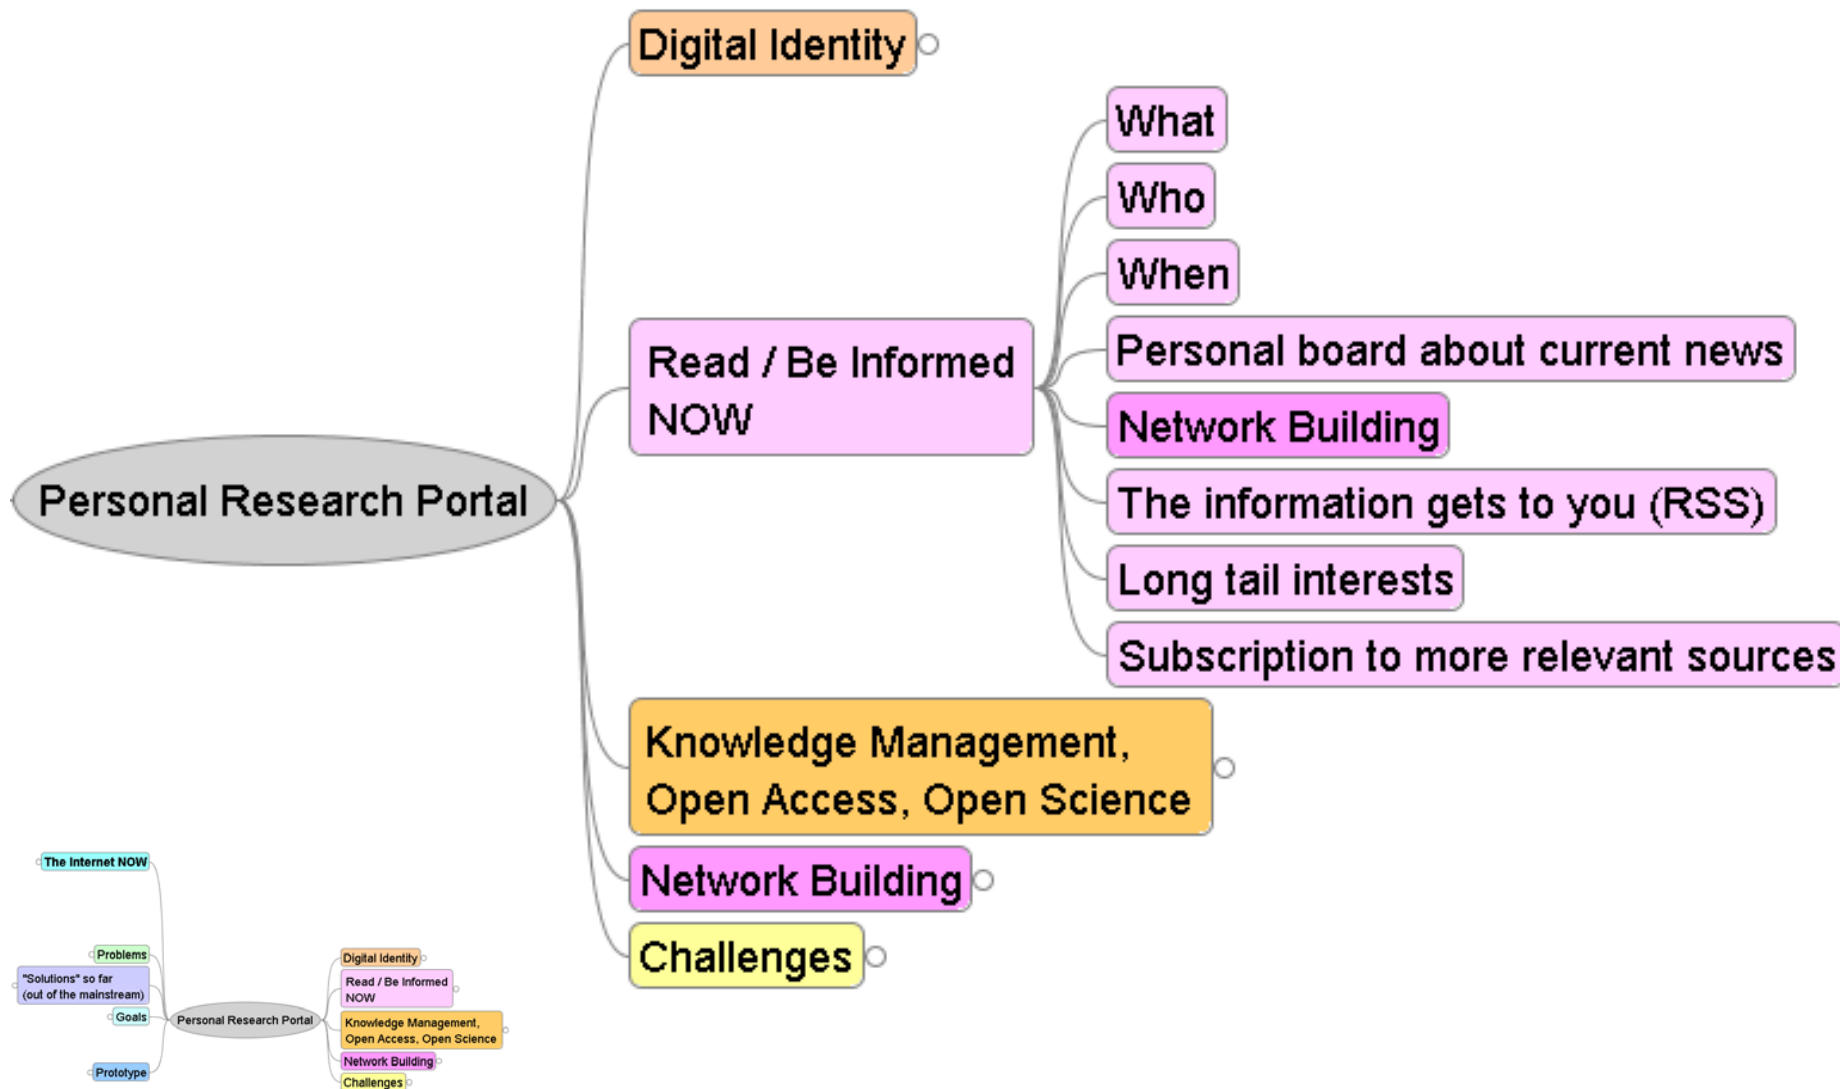 Digital Identity
What
Who
When
Read / Be Informed
NOW
Personal board about current news
Network Building
Personal Research Portal
The information gets to you (RSS)
Long tail interests
Subscription to more relevant sources
Knowledge Management,
Open Access, Open Science
Network Building
Challenges
The Internet NOW
Problems
"Solutions" so far
(out of the mainstream)
Goals
Prototype
Personal Research Portal
Digital Identity
Read / Be Informed
NOW
Knowledge Management,
Open Access, Open Science
Network Building
Challenges